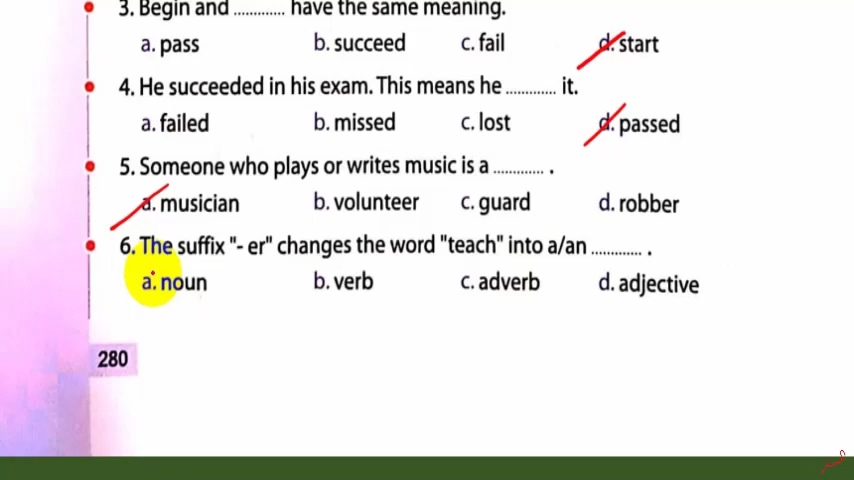 3. Begin and ............. have the same meaning.
a. pass b. succeed c. fail d. start
4. He succeeded in his exam. This means he ............. it.
a. failed b. missed c. lost d. passed
5. Someone who plays or writes music is a ............. .
a. musician b. volunteer c. guard d. robber
6. The suffix "- er" changes the word "teach" into a/an ............. .
a. noun b. verb c. adverb d. adjective
280